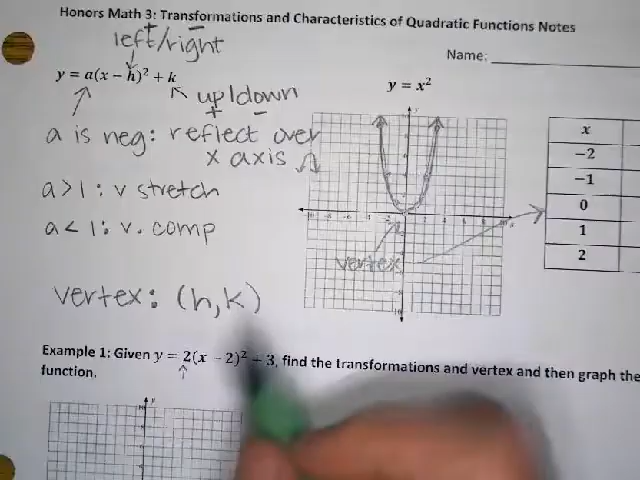 Honors Math 3: Transformations and Characteristics of Quadratic Functions Notes
+ −
left/right
Name:
y = a(x − h)² + k
y = x²
up/down
+ −
a is neg: reflect over
x axis
a > 1: v stretch
a < 1: v. comp
vertex
vertex: (h,k)
x
−2
−1
0
1
2
Example 1: Given y = 2(x − 2)² − 3, find the transformations and vertex and then graph the
function.